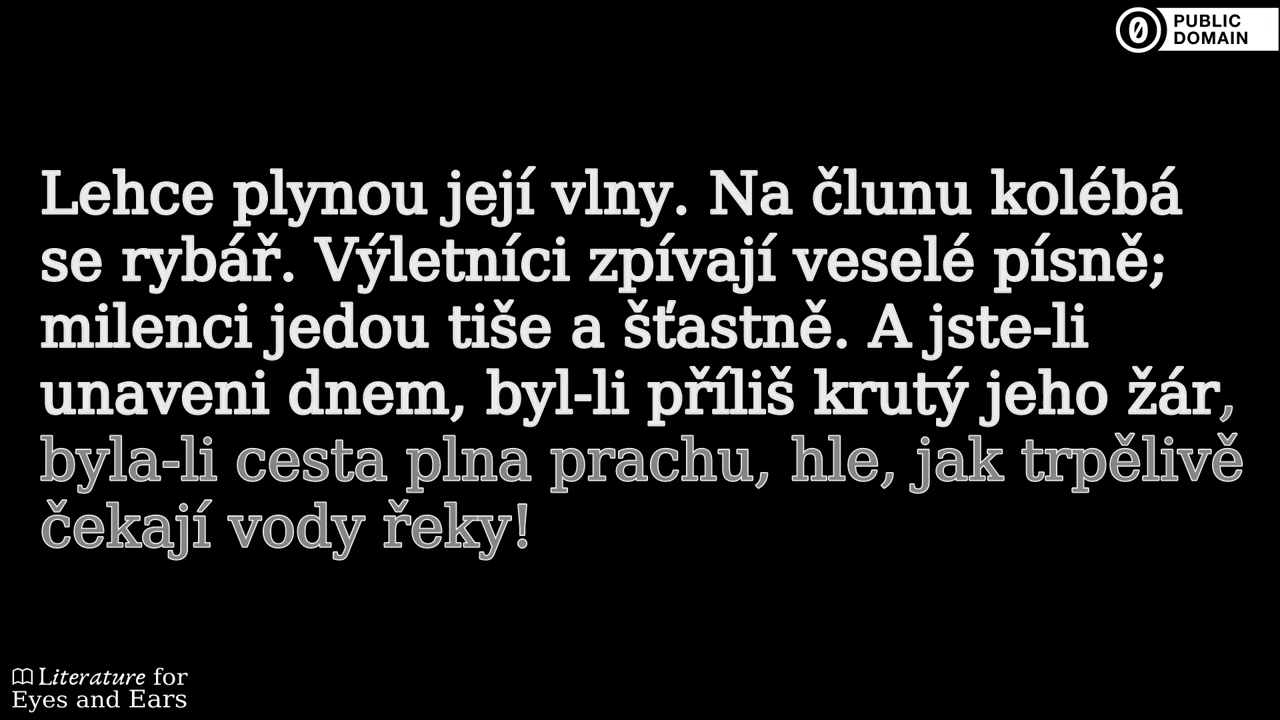 PUBLIC
DOMAIN
Lehce plynou její vlny. Na člunu kolébá
se rybář. Výletníci zpívají veselé písně;
milenci jedou tiše a šťastně. A jste-li
unaveni dnem, byl-li příliš krutý jeho žár,
byla-li cesta plna prachu, hle, jak trpělivě
čekají vody řeky!
Literature for
Eyes and Ears